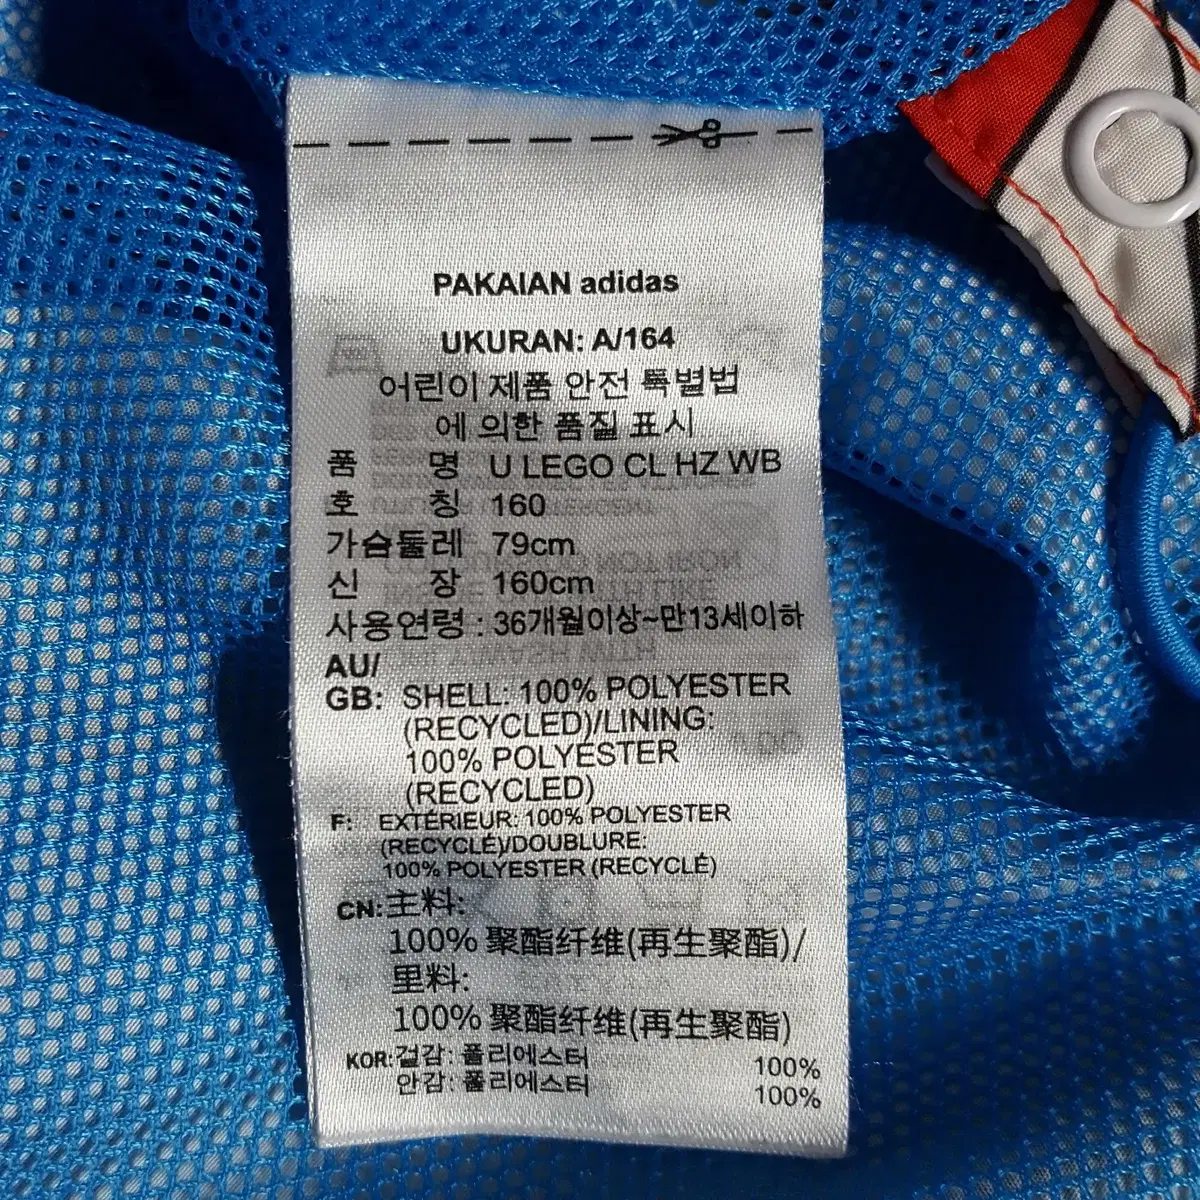 PAKAIAN adidas
UKURAN: A/164
어린이 제품 안전 특별법
에 의한 품질 표시
품 명 U LEGO CL HZ WB
호 칭 160
가슴둘레 79cm
신 장 160cm
사용연령 : 36개월이상~만13세이하
AU/
GB: SHELL: 100% POLYESTER
(RECYCLED)/LINING:
100% POLYESTER
(RECYCLED)
F: EXTÉRIEUR: 100% POLYESTER
(RECYCLÉ)/DOUBLURE:
100% POLYESTER (RECYCLÉ)
CN: 主料:
100% 聚酯纤维(再生聚酯)/
里料:
100% 聚酯纤维(再生聚酯)
KOR: 겉감: 폴리에스터 100%
안감: 폴리에스터 100%